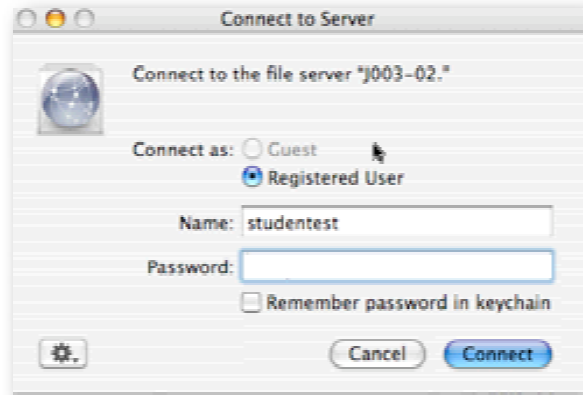 Connect to Server
Connect to the file server "J003-02."
Connect as: Guest
Registered User
Name: studentest
Password:
Remember password in keychain
Cancel Connect